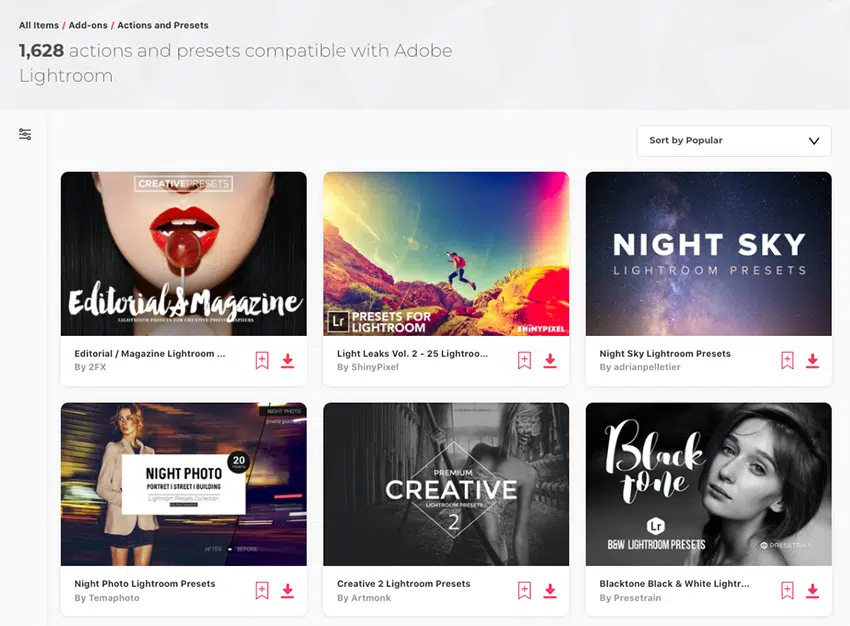 All Items / Add-ons / Actions and Presets
1,628 actions and presets compatible with Adobe
Lightroom
Sort by Popular
CREATIVEPRESETS
Editorial & Magazine
LIGHTROOM PRESETS FOR CREATIVE PHOTOGRAPHERS
Editorial / Magazine Lightroom ...
By 2FX
Lr PRESETS FOR
LIGHTROOM
SHiNYPiXEL
Light Leaks Vol. 2 - 25 Lightroo...
By ShinyPixel
NIGHT SKY
LIGHTROOM PRESETS
Night Sky Lightroom Presets
By adrianpelletier
NIGHT PHOTO
20
NIGHT PHOTO
PORTRET | STREET | BUILDING
Lightroom Presets Collection
AFTER BEFORE
Night Photo Lightroom Presets
By Temaphoto
PREMIUM
CREATIVE
LIGHTROOM PRESETS
2
Creative 2 Lightroom Presets
By Artmonk
Black
tone
Lr
B&W LIGHTROOM PRESETS
PRESETRAIN
Blacktone Black & White Lightr...
By Presetrain